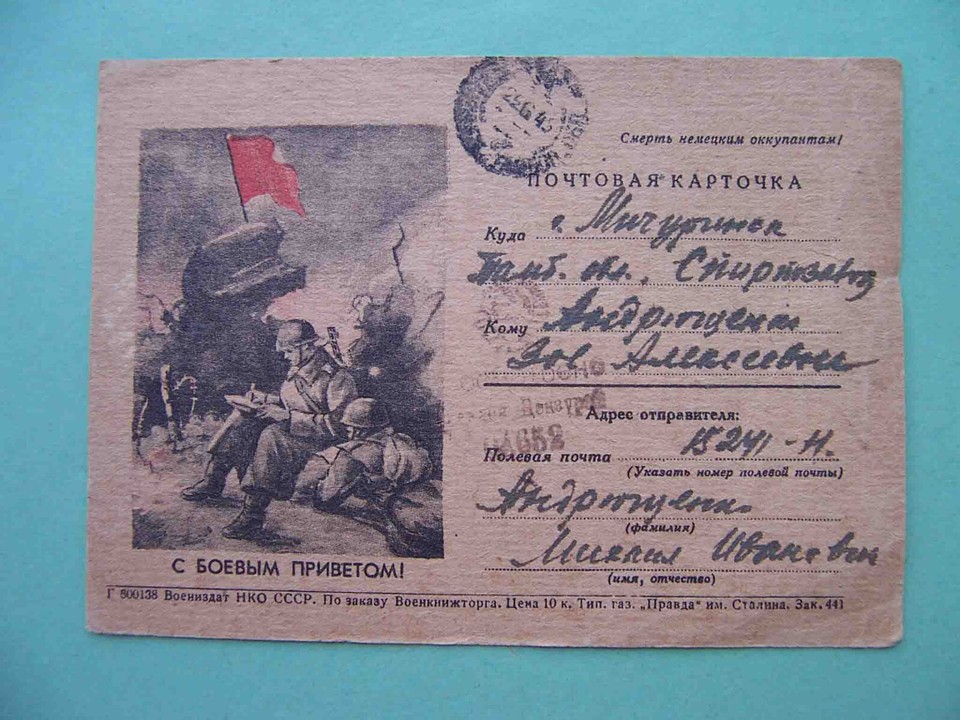 Смерть немецким оккупантам!
ПОЧТОВАЯ КАРТОЧКА
Куда г. Мичуринск
Тамб. обл., Спиртзавод
Кому Андрющенко
Зое Алексеевне
Адрес отправителя:
Полевая почта 15241-Н.
(Указать номер полевой почты)
Андрющенко
(фамилия)
Михаил Иванович
(имя, отчество)
С БОЕВЫМ ПРИВЕТОМ!
Г 800138 Воениздат НКО СССР. По заказу Военкнижторга. Цена 10 к. Тип. газ. „Правда" им. Сталина. Зак. 441